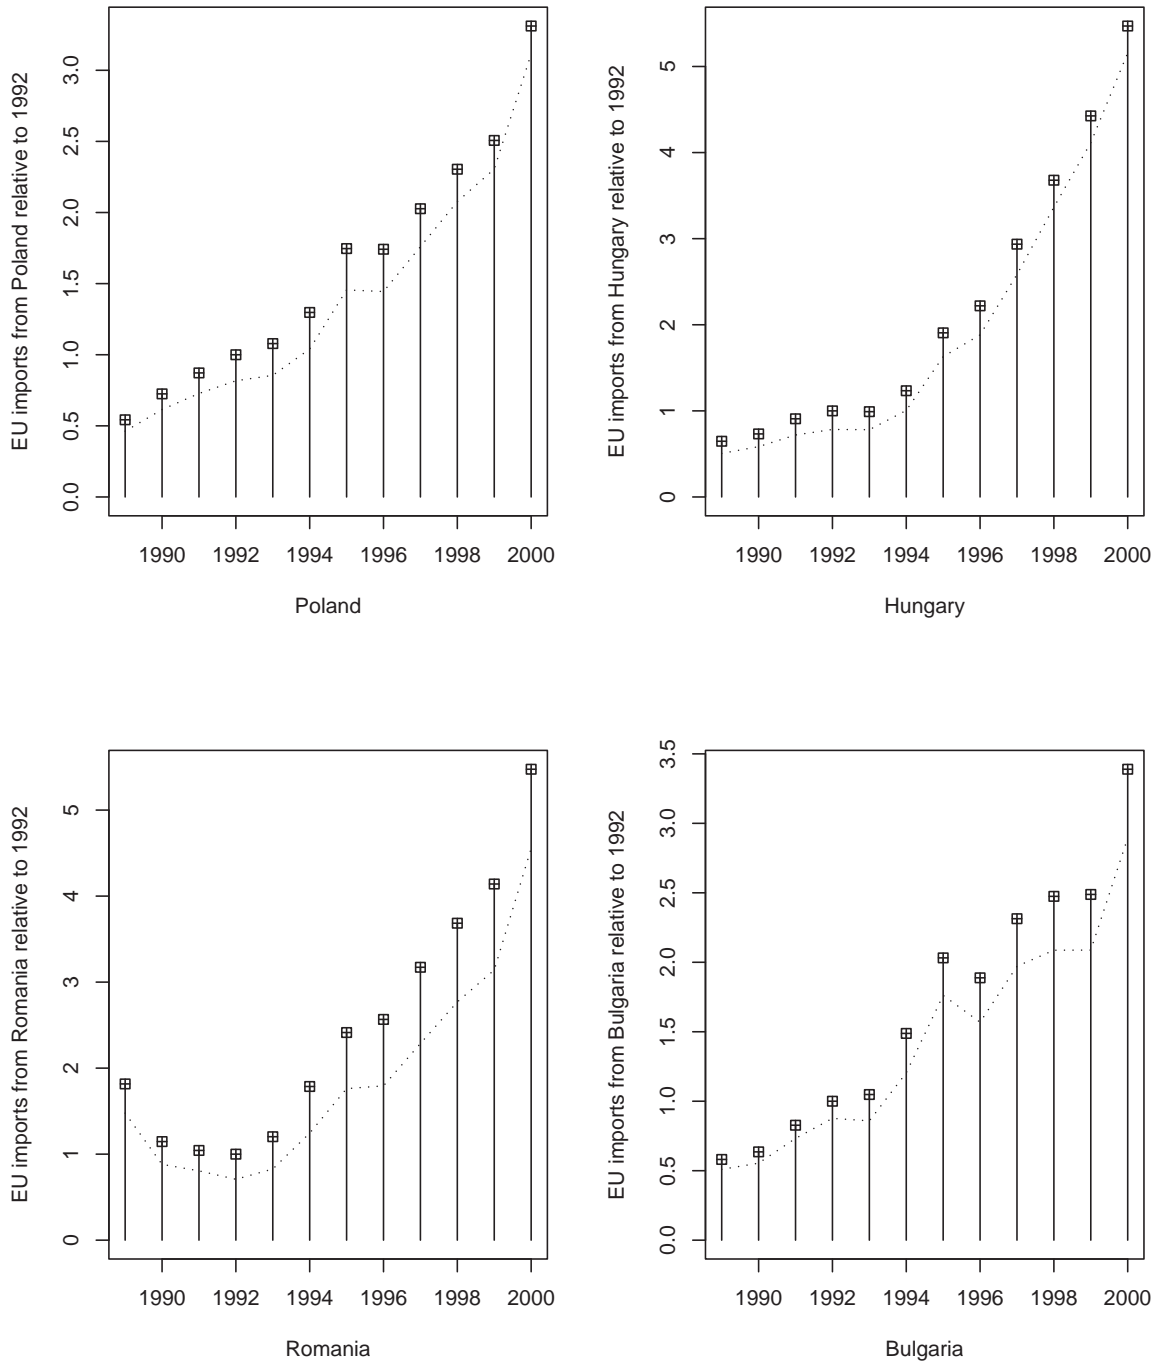 EU imports from Poland relative to 1992
0.0 0.5 1.0 1.5 2.0 2.5 3.0
1990 1992 1994 1996 1998 2000
Poland
EU imports from Hungary relative to 1992
0 1 2 3 4 5
1990 1992 1994 1996 1998 2000
Hungary
EU imports from Romania relative to 1992
0 1 2 3 4 5
1990 1992 1994 1996 1998 2000
Romania
EU imports from Bulgaria relative to 1992
0.0 0.5 1.0 1.5 2.0 2.5 3.0 3.5
1990 1992 1994 1996 1998 2000
Bulgaria